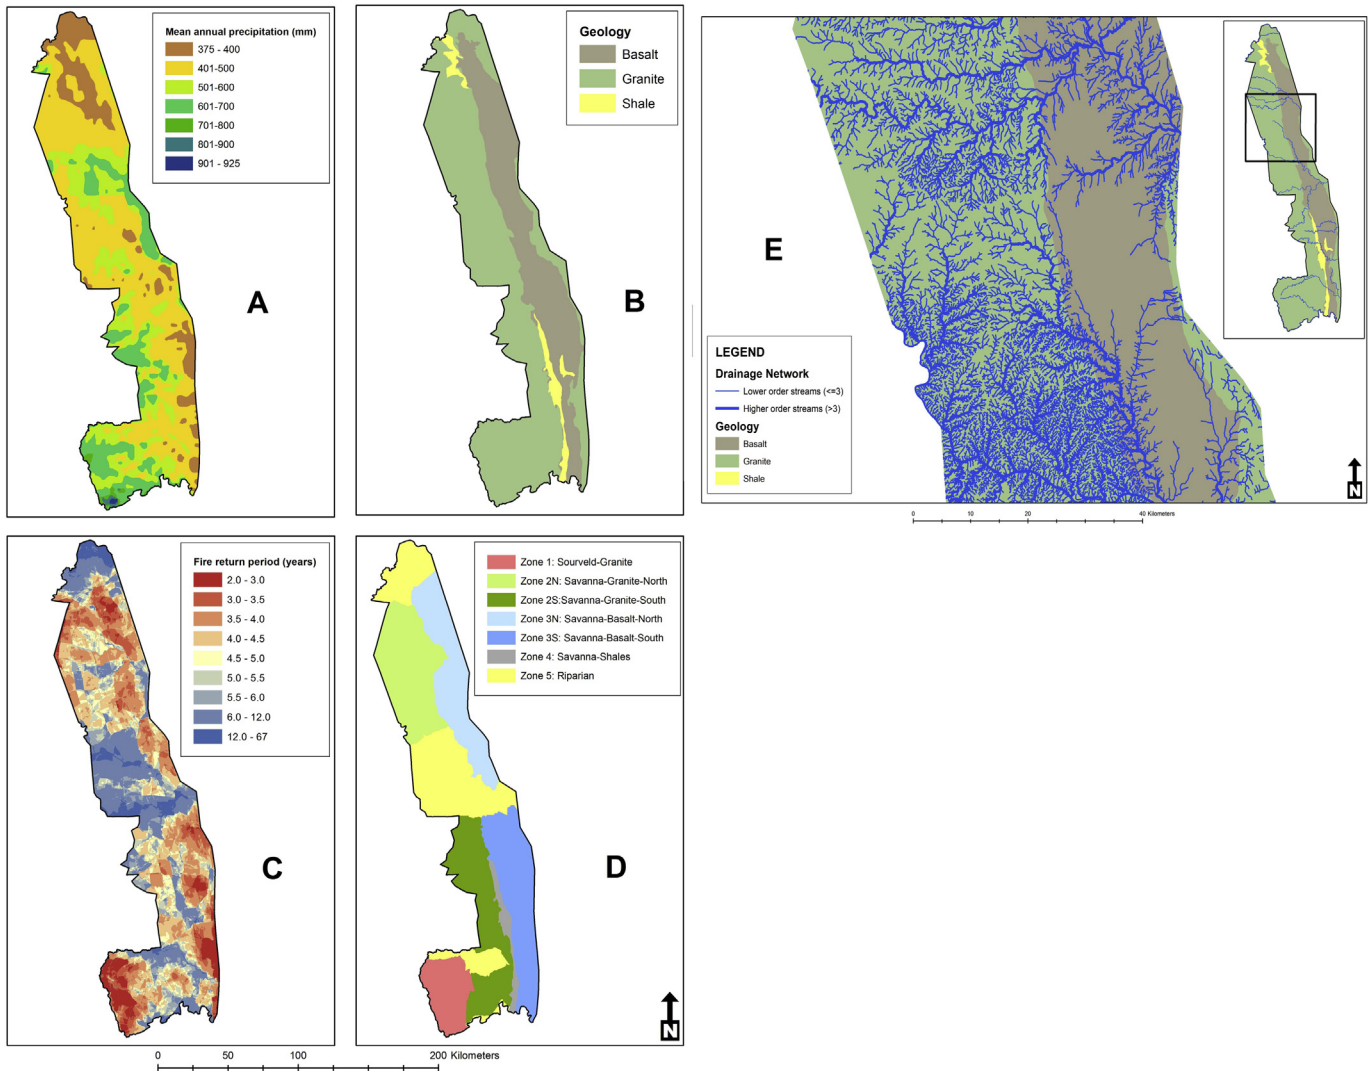 Mean annual precipitation (mm)
375 - 400
401-500
501-600
601-700
701-800
801-900
901 - 925
A
Geology
Basalt
Granite
Shale
B
E
LEGEND
Drainage Network
Lower order streams (<=3)
Higher order streams (>3)
Geology
Basalt
Granite
Shale
N
0 10 20 40 Kilometers
Fire return period (years)
2.0 - 3.0
3.0 - 3.5
3.5 - 4.0
4.0 - 4.5
4.5 - 5.0
5.0 - 5.5
5.5 - 6.0
6.0 - 12.0
12.0 - 67
C
Zone 1: Sourveld-Granite
Zone 2N: Savanna-Granite-North
Zone 2S:Savanna-Granite-South
Zone 3N: Savanna-Basalt-North
Zone 3S: Savanna-Basalt-South
Zone 4: Savanna-Shales
Zone 5: Riparian
D
N
0 50 100 200 Kilometers